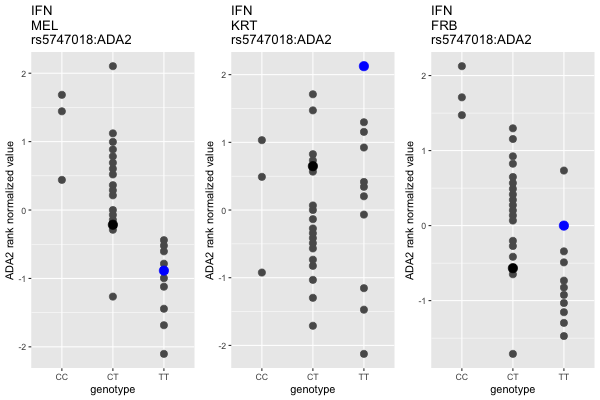 IFN
MEL
rs5747018:ADA2
ADA2 rank normalized value
2
1
0
-1
-2
CC
CT
TT
genotype
IFN
KRT
rs5747018:ADA2
ADA2 rank normalized value
2
1
0
-1
-2
CC
CT
TT
genotype
IFN
FRB
rs5747018:ADA2
ADA2 rank normalized value
2
1
0
-1
CC
CT
TT
genotype